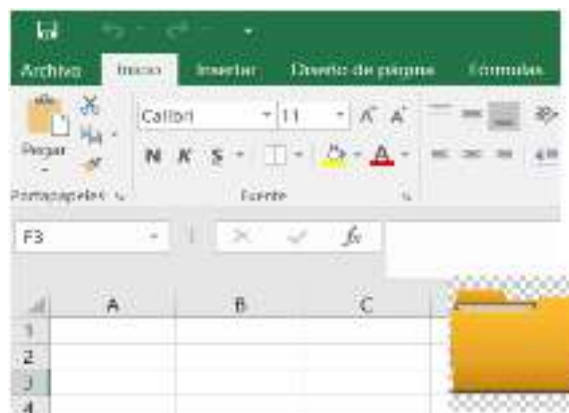 Archivo Inicio Insertar Diseño de página Fórmulas
Calibri 11 A A
Pegar N K S A
Portapapeles Fuente
F3 fx
A B C
1
2
3
4